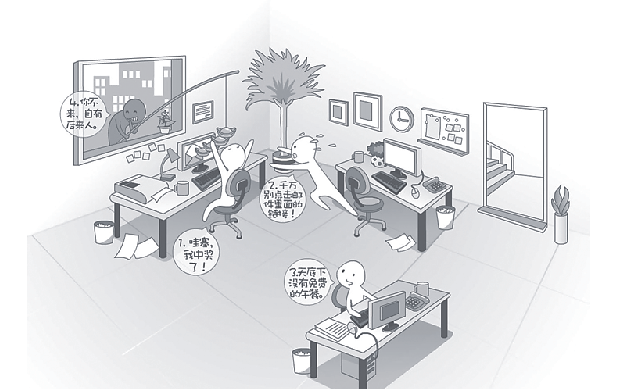 4. 你不
来，自有
后来人。
2. 千万
别点击邮
件里面的
链接！
1. 哇塞，
我中奖
了！
3.天底下
没有免费
的午餐。